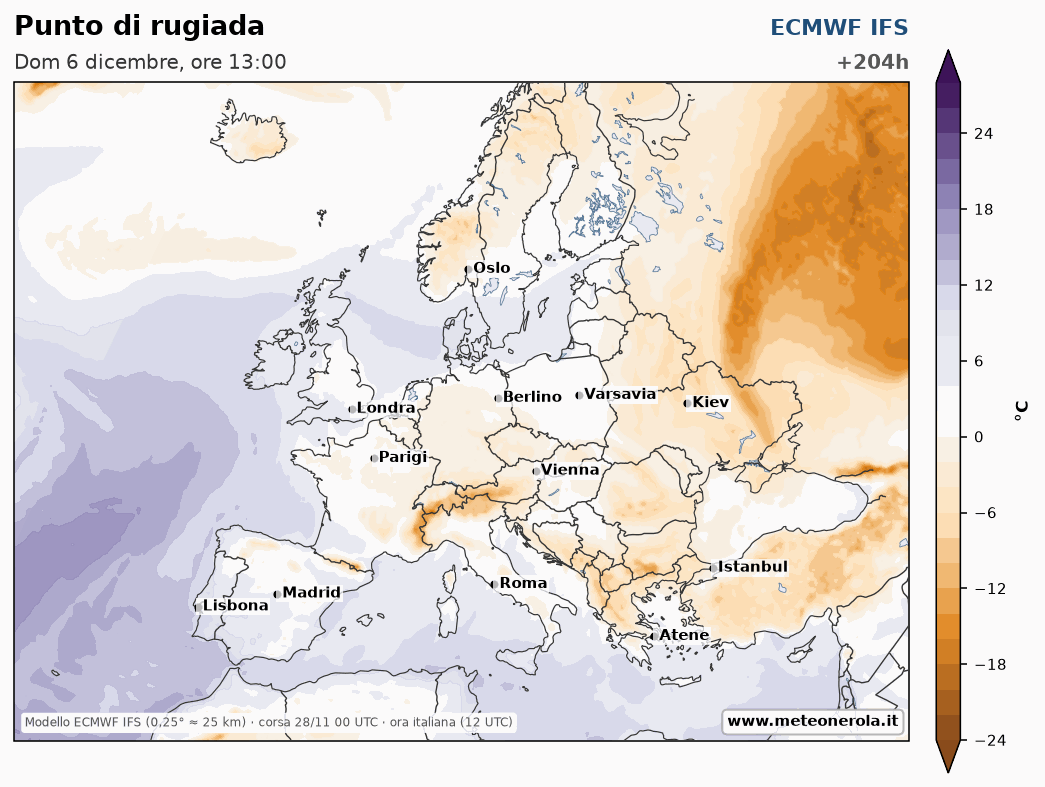 Punto di rugiada
ECMWF IFS
Dom 6 dicembre, ore 13:00
+204h
Oslo
Londra
Berlino
Varsavia
Kiev
Parigi
Vienna
Istanbul
Madrid
Roma
Lisbona
Atene
Modello ECMWF IFS (0,25° ≈ 25 km) · corsa 28/11 00 UTC · ora italiana (12 UTC)
www.meteonerola.it
24
18
12
6
0
−6
−12
−18
−24
°C